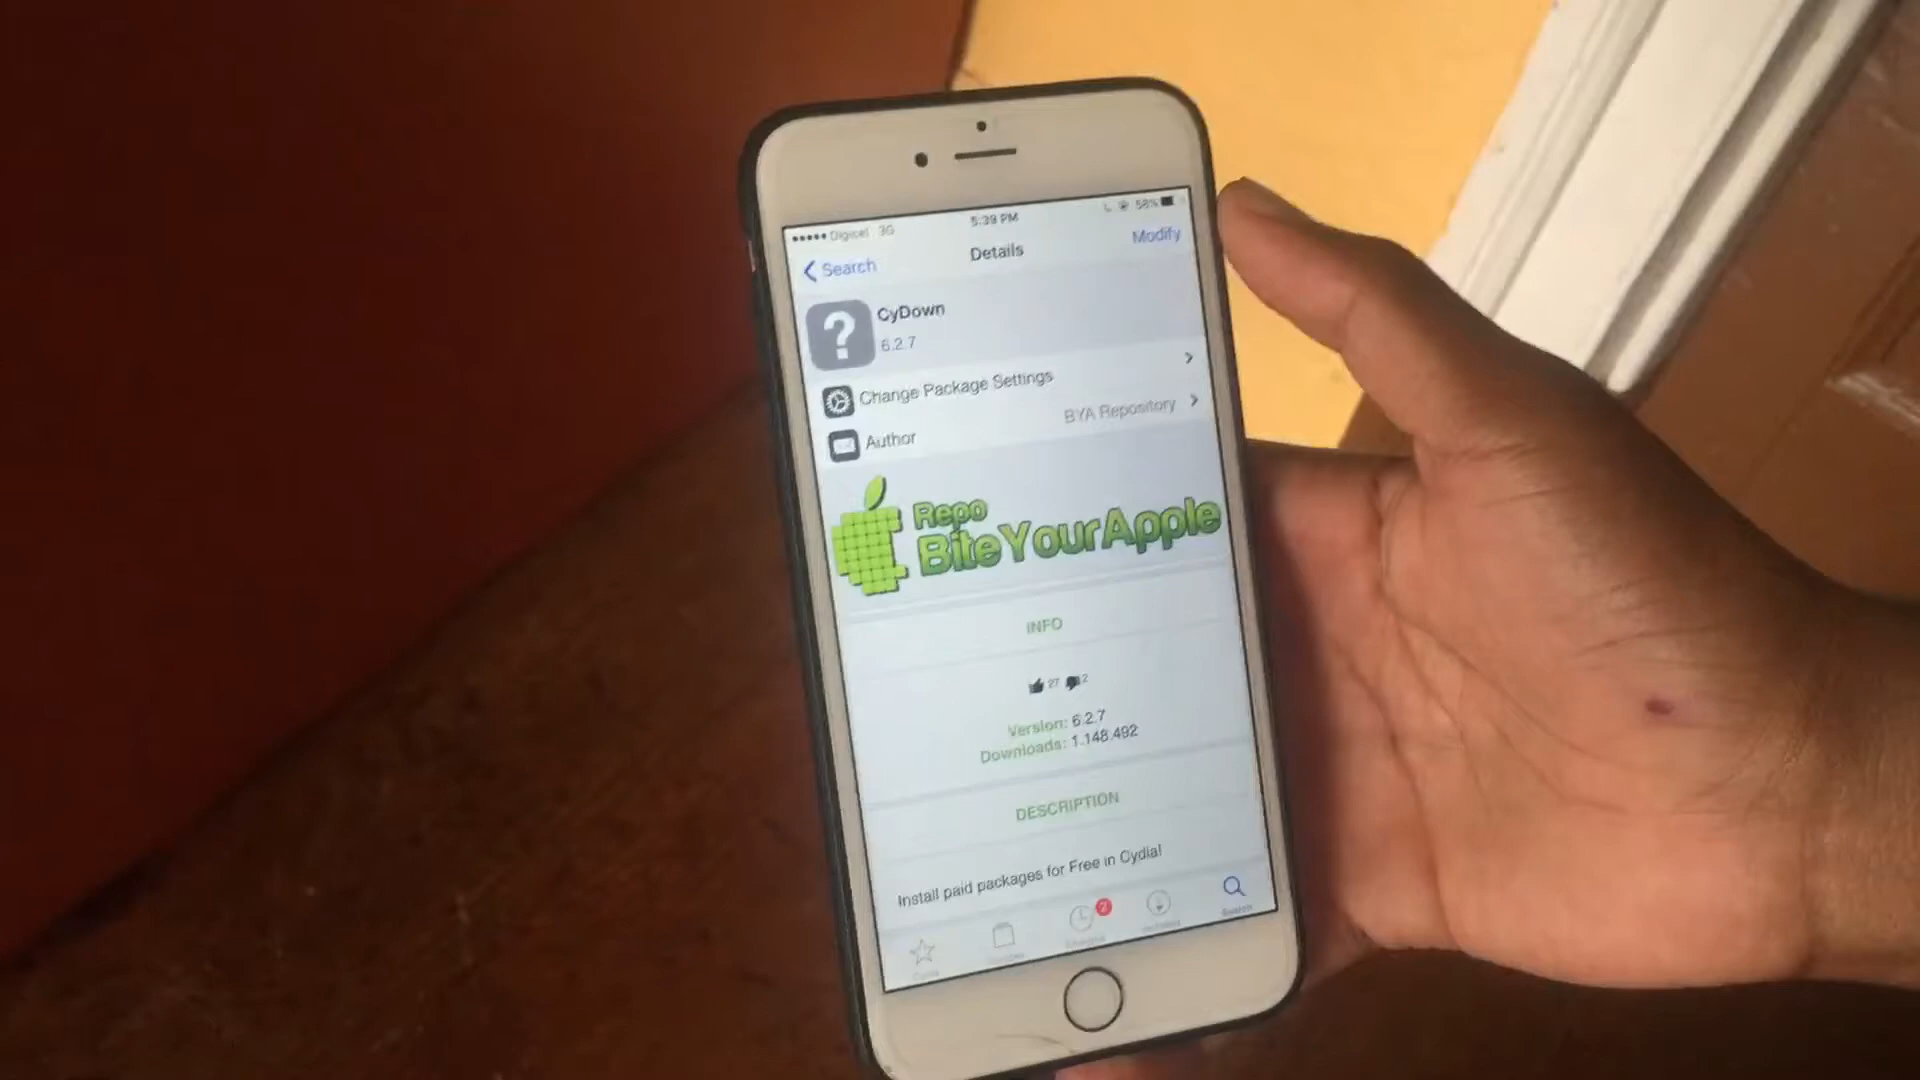 Digicel 3G
5:39 PM
58%
Search
Details
Modify
CyDown
6.2.7
Change Package Settings
Author
BYA Repository
Repo
BiteYourApple
INFO
27 2
Version: 6.2.7
Downloads: 1.148.492
DESCRIPTION
Install paid packages for Free in Cydia!
Search